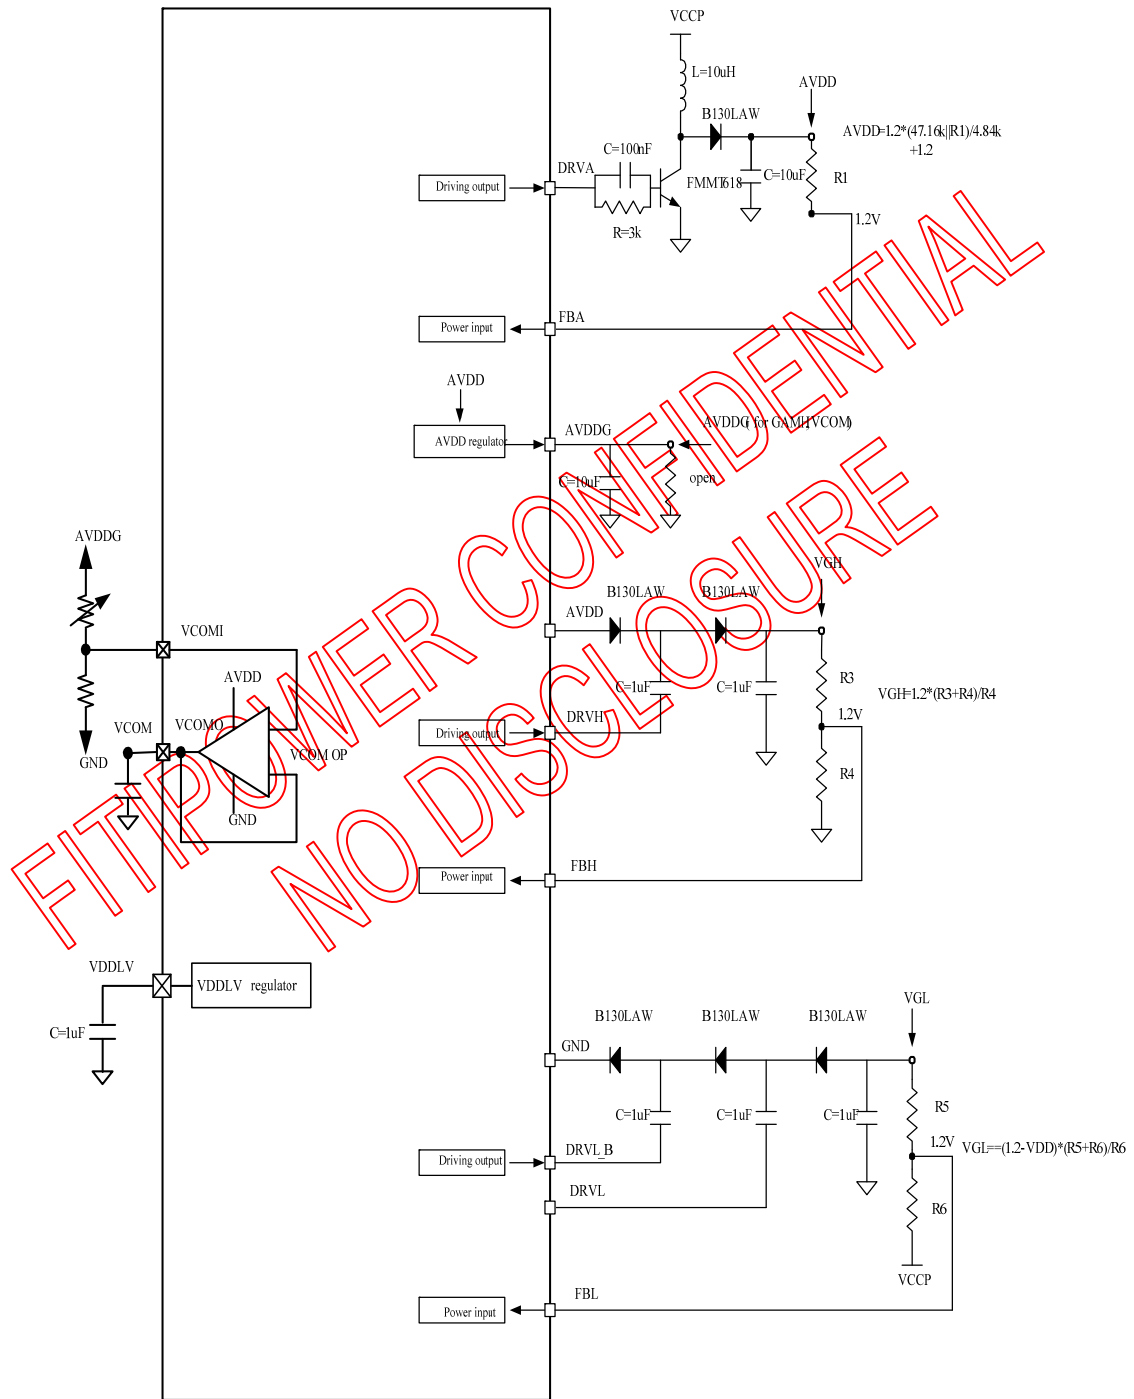 VCCP
L=10uH
AVDD
B130LAW
AVDD=1.2*(47.16k||R1)/4.84k
+1.2
C=100nF
DRVA
Driving output
FMMT618
C=10uF
R1
R=3k
1.2V
FBA
Power input
AVDD
AVDD regulator
AVDDG
AVDDG( for GAMH,VCOM)
C=10uF
open
AVDDG
VGH
B130LAW
B130LAW
AVDD
VCOMI
AVDD
C=1uF
C=1uF
R3
VGH=1.2*(R3+R4)/R4
1.2V
DRVH
Driving output
VCOM
VCOMO
VCOM OP
GND
R4
GND
Power input
FBH
VDDLV
VDDLV regulator
C=1uF
VGL
B130LAW
B130LAW
B130LAW
GND
C=1uF
C=1uF
C=1uF
R5
1.2V
VGL==(1.2-VDD)*(R5+R6)/R6
DRVL_B
Driving output
DRVL
R6
VCCP
FBL
Power input
FITIPOWER CONFIDENTIAL
NO DISCLOSURE